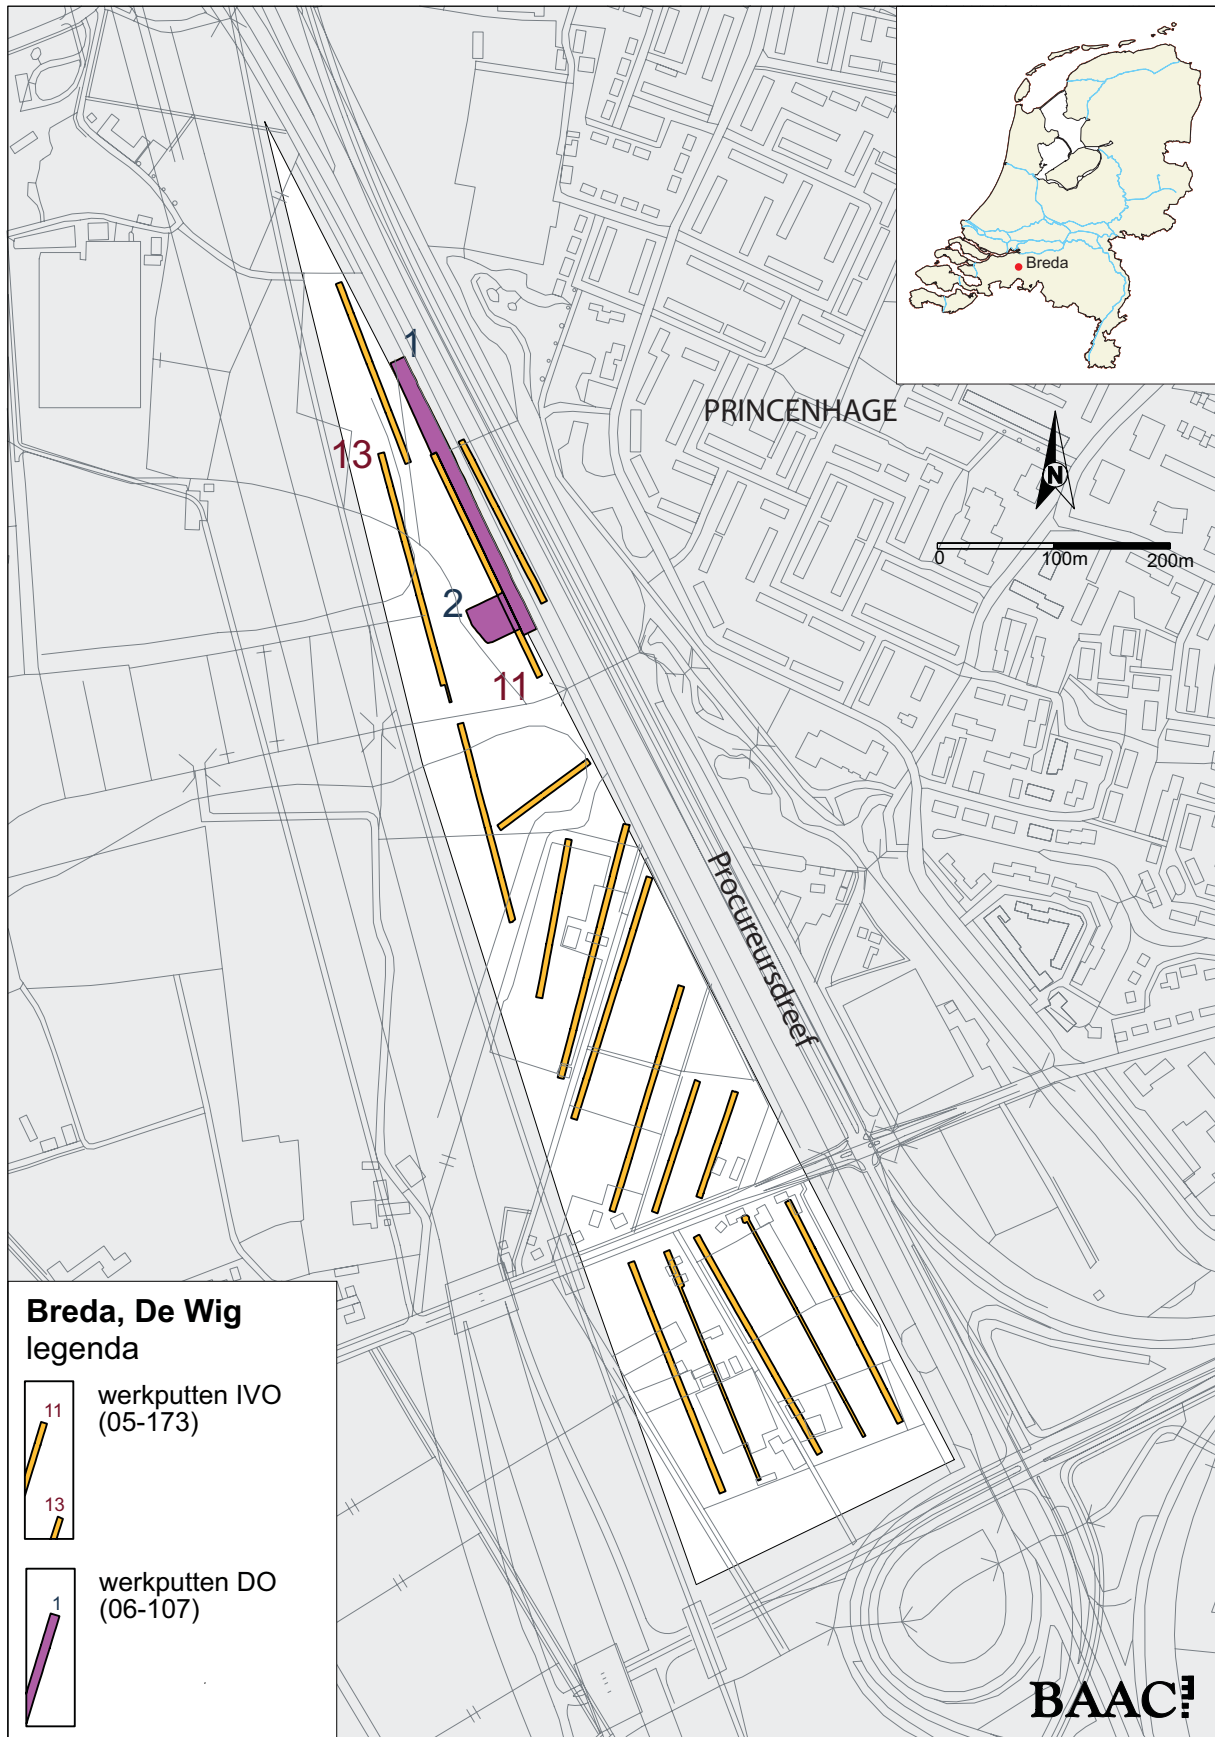 Breda
PRINCENHAGE
N
0
100m
200m
1
13
2
11
Procureursdreef
Breda, De Wig
legenda
11
werkputten IVO
(05-173)
13
1
werkputten DO
(06-107)
BAAC